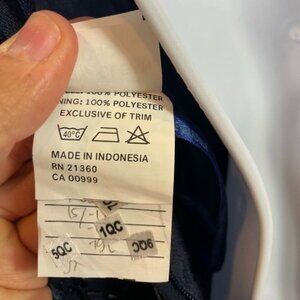 100% POLYESTER
NING: 100% POLYESTER
EXCLUSIVE OF TRIM
40°C
MADE IN INDONESIA
RN 21360
CA 00999
1QC
5QC
9QC